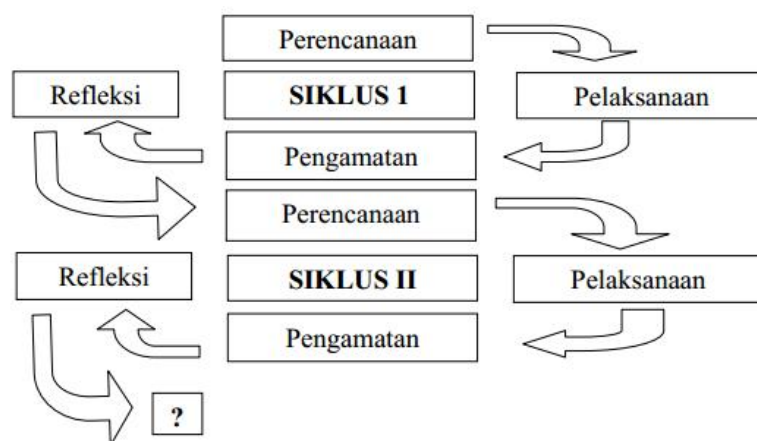 Perencanaan
Refleksi
SIKLUS 1
Pelaksanaan
Pengamatan
Perencanaan
Refleksi
SIKLUS II
Pelaksanaan
Pengamatan
?